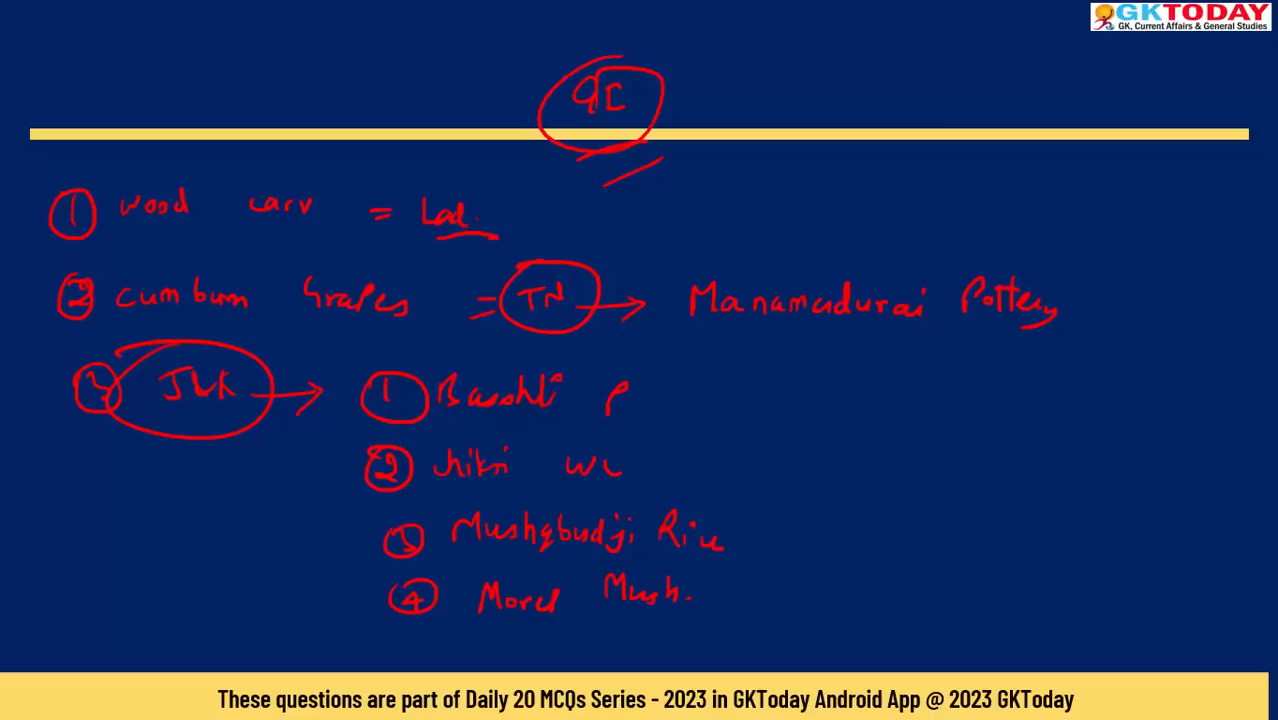 GKTODAY
GK, Current Affairs & General Studies
GI
① wood carv = Lad.
② cumbum Grapes = TN → Manamadurai Pottery
③ J&K → ① Basohli P
② chikri wc
③ Mushqbudji Rice
④ Morel Mush.
These questions are part of Daily 20 MCQs Series - 2023 in GKToday Android App @ 2023 GKToday